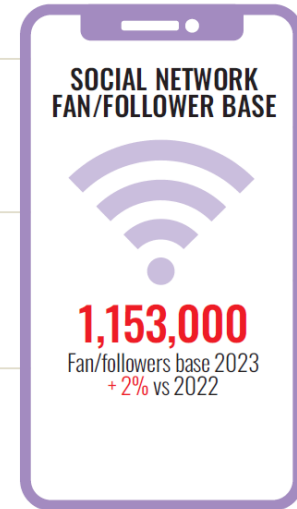 SOCIAL NETWORK
FAN/FOLLOWER BASE
1,153,000
Fan/followers base 2023
+ 2% vs 2022